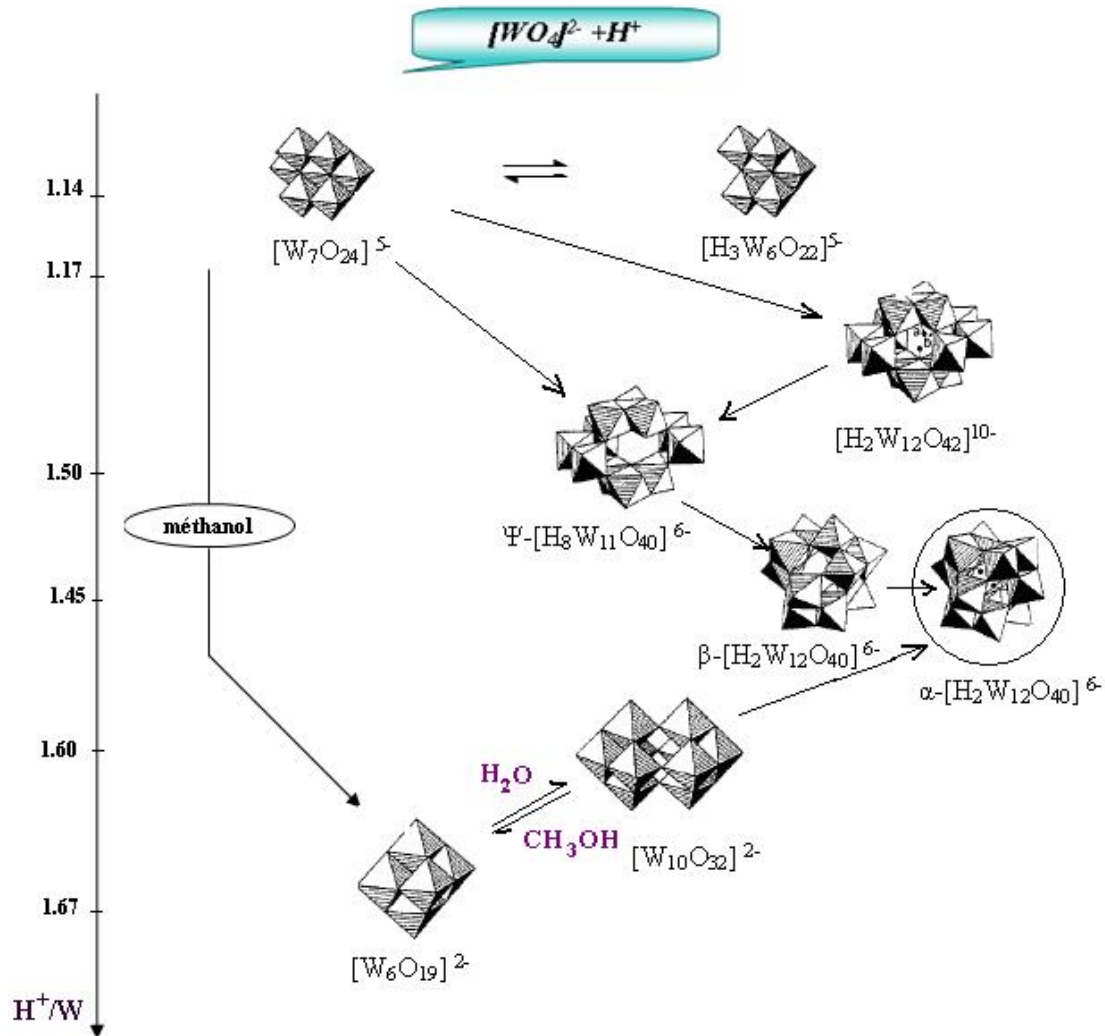 [WO₄]²⁻ +H⁺
1.14
[W₇O₂₄] ⁵⁻
[H₃W₆O₂₂]⁵⁻
1.17
a
b
[H₂W₁₂O₄₂]¹⁰⁻
1.50
méthanol
Ψ-[H₈W₁₁O₄₀] ⁶⁻
1.45
β-[H₂W₁₂O₄₀] ⁶⁻
α-[H₂W₁₂O₄₀] ⁶⁻
1.60
H₂O
CH₃OH
[W₁₀O₃₂] ²⁻
1.67
[W₆O₁₉] ²⁻
H⁺/W